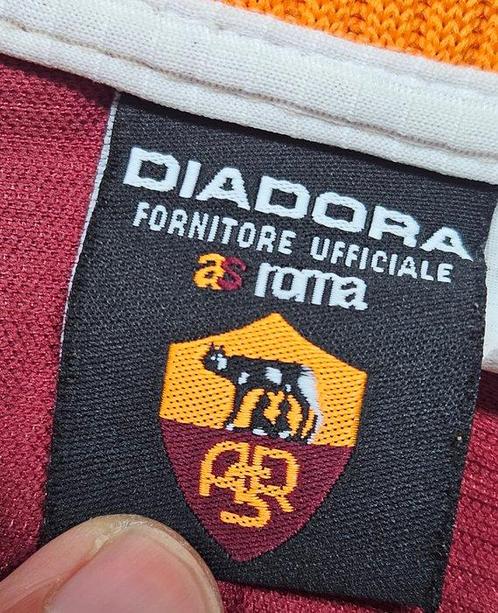 DIADORA
FORNITORE UFFICIALE
as roma
ASR